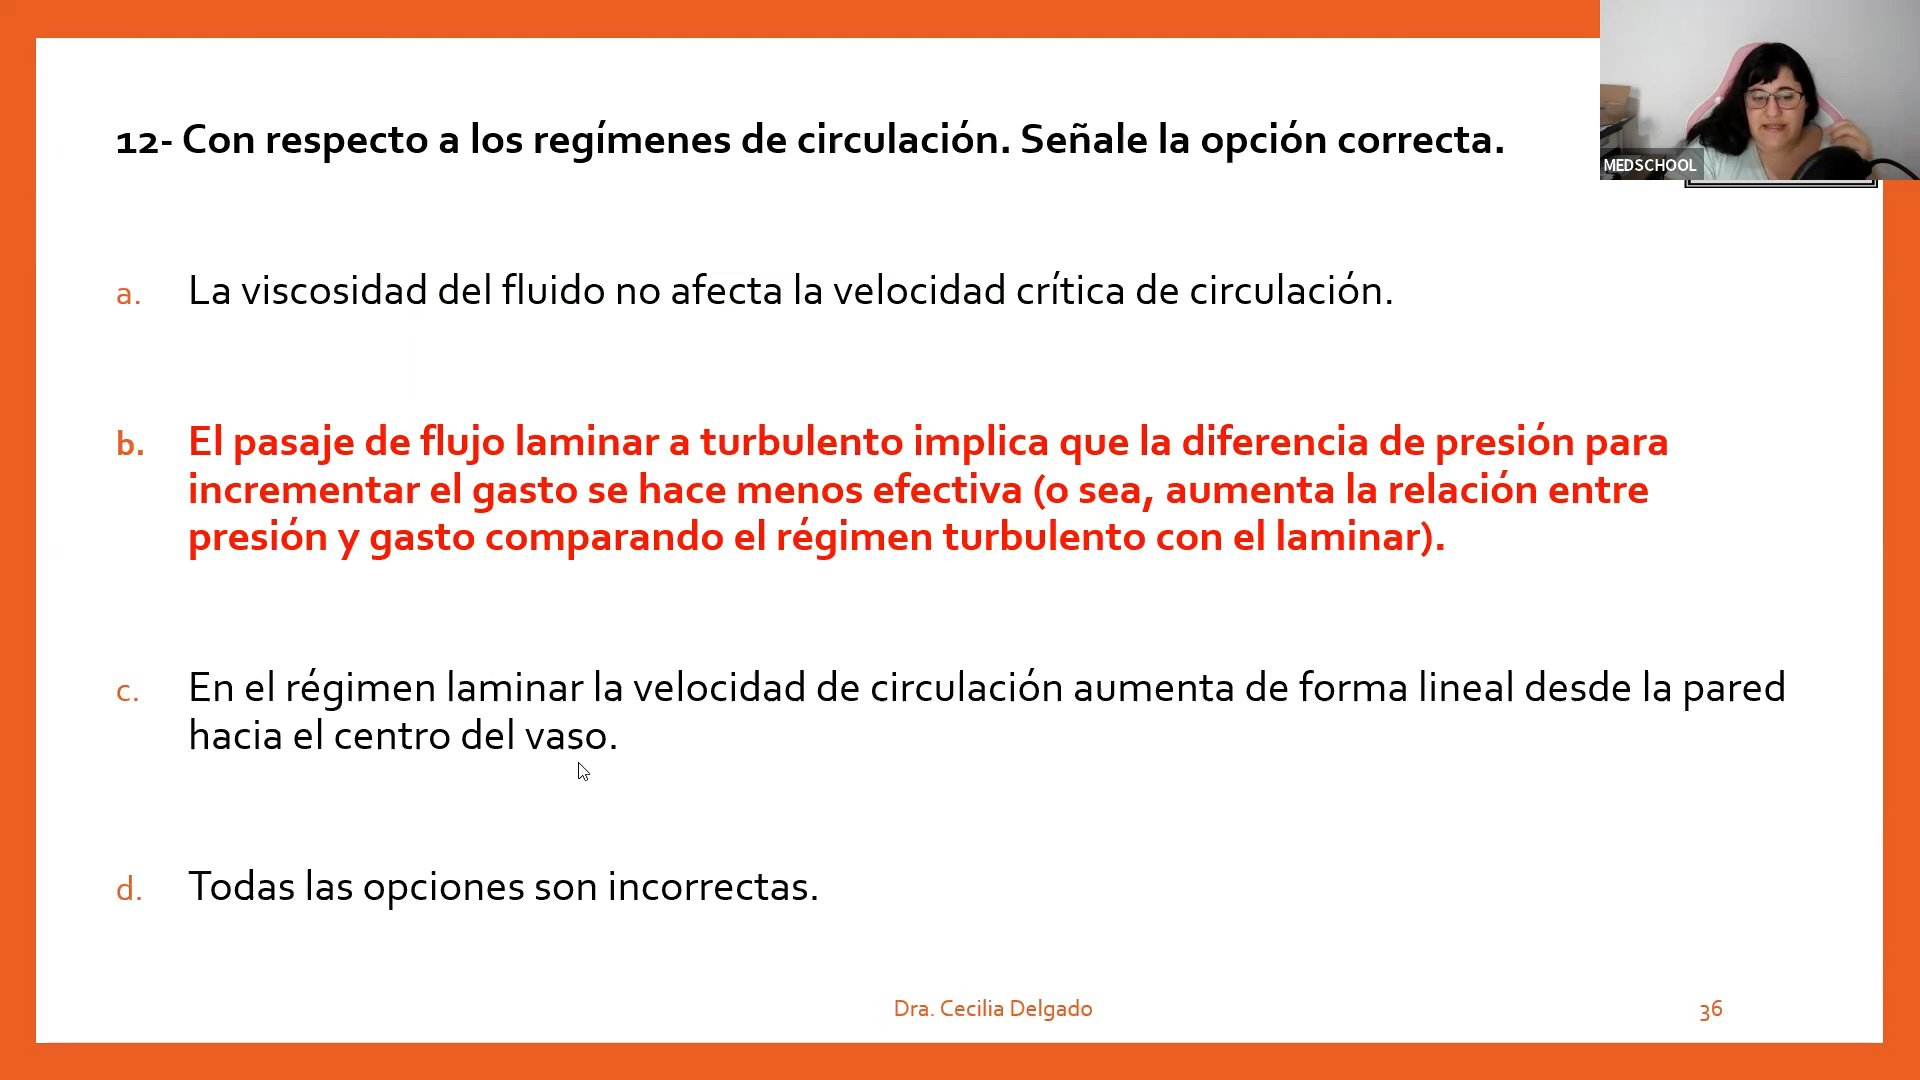 12- Con respecto a los regímenes de circulación. Señale la opción correcta.
MEDSCHOOL
a. La viscosidad del fluido no afecta la velocidad crítica de circulación.
b. El pasaje de flujo laminar a turbulento implica que la diferencia de presión para
incrementar el gasto se hace menos efectiva (o sea, aumenta la relación entre
presión y gasto comparando el régimen turbulento con el laminar).
c. En el régimen laminar la velocidad de circulación aumenta de forma lineal desde la pared
hacia el centro del vaso.
d. Todas las opciones son incorrectas.
Dra. Cecilia Delgado
36